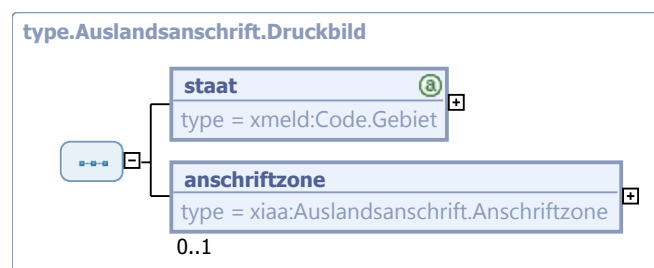 type.Auslandsanschrift.Druckbild
staat
type = xmeld:Code.Gebiet
anschriftzone
type = xiaa:Auslandsanschrift.Anschriftzone
0..1